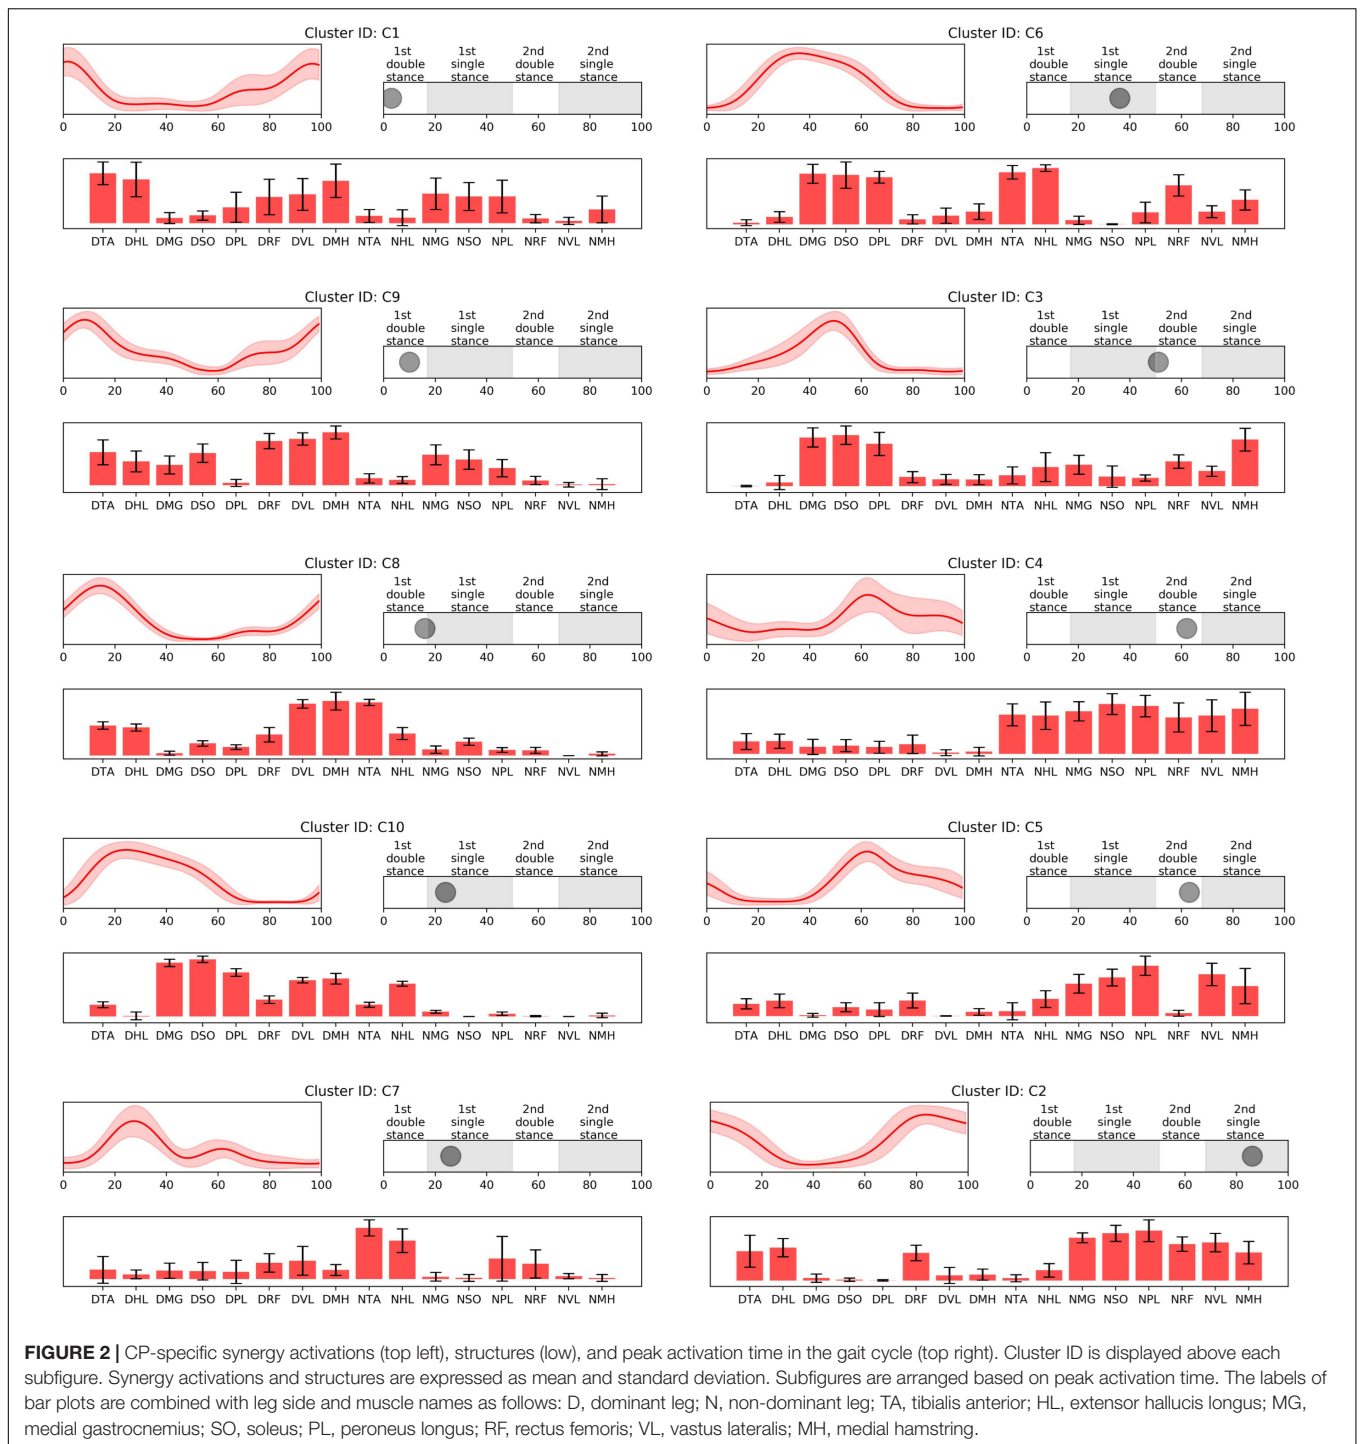 Cluster ID: C1
1st double stance
1st single stance
2nd double stance
2nd single stance
0 20 40 60 80 100
0 20 40 60 80 100
DTA DHL DMG DSO DPL DRF DVL DMH NTA NHL NMG NSO NPL NRF NVL NMH
Cluster ID: C9
1st double stance
1st single stance
2nd double stance
2nd single stance
0 20 40 60 80 100
0 20 40 60 80 100
DTA DHL DMG DSO DPL DRF DVL DMH NTA NHL NMG NSO NPL NRF NVL NMH
Cluster ID: C8
1st double stance
1st single stance
2nd double stance
2nd single stance
0 20 40 60 80 100
0 20 40 60 80 100
DTA DHL DMG DSO DPL DRF DVL DMH NTA NHL NMG NSO NPL NRF NVL NMH
Cluster ID: C10
1st double stance
1st single stance
2nd double stance
2nd single stance
0 20 40 60 80 100
0 20 40 60 80 100
DTA DHL DMG DSO DPL DRF DVL DMH NTA NHL NMG NSO NPL NRF NVL NMH
Cluster ID: C7
1st double stance
1st single stance
2nd double stance
2nd single stance
0 20 40 60 80 100
0 20 40 60 80 100
DTA DHL DMG DSO DPL DRF DVL DMH NTA NHL NMG NSO NPL NRF NVL NMH
Cluster ID: C6
1st double stance
1st single stance
2nd double stance
2nd single stance
0 20 40 60 80 100
0 20 40 60 80 100
DTA DHL DMG DSO DPL DRF DVL DMH NTA NHL NMG NSO NPL NRF NVL NMH
Cluster ID: C3
1st double stance
1st single stance
2nd double stance
2nd single stance
0 20 40 60 80 100
0 20 40 60 80 100
DTA DHL DMG DSO DPL DRF DVL DMH NTA NHL NMG NSO NPL NRF NVL NMH
Cluster ID: C4
1st double stance
1st single stance
2nd double stance
2nd single stance
0 20 40 60 80 100
0 20 40 60 80 100
DTA DHL DMG DSO DPL DRF DVL DMH NTA NHL NMG NSO NPL NRF NVL NMH
Cluster ID: C5
1st double stance
1st single stance
2nd double stance
2nd single stance
0 20 40 60 80 100
0 20 40 60 80 100
DTA DHL DMG DSO DPL DRF DVL DMH NTA NHL NMG NSO NPL NRF NVL NMH
Cluster ID: C2
1st double stance
1st single stance
2nd double stance
2nd single stance
0 20 40 60 80 100
0 20 40 60 80 100
DTA DHL DMG DSO DPL DRF DVL DMH NTA NHL NMG NSO NPL NRF NVL NMH
FIGURE 2 | CP-specific synergy activations (top left), structures (low), and peak activation time in the gait cycle (top right). Cluster ID is displayed above each
subfigure. Synergy activations and structures are expressed as mean and standard deviation. Subfigures are arranged based on peak activation time. The labels of
bar plots are combined with leg side and muscle names as follows: D, dominant leg; N, non-dominant leg; TA, tibialis anterior; HL, extensor hallucis longus; MG,
medial gastrocnemius; SO, soleus; PL, peroneus longus; RF, rectus femoris; VL, vastus lateralis; MH, medial hamstring.